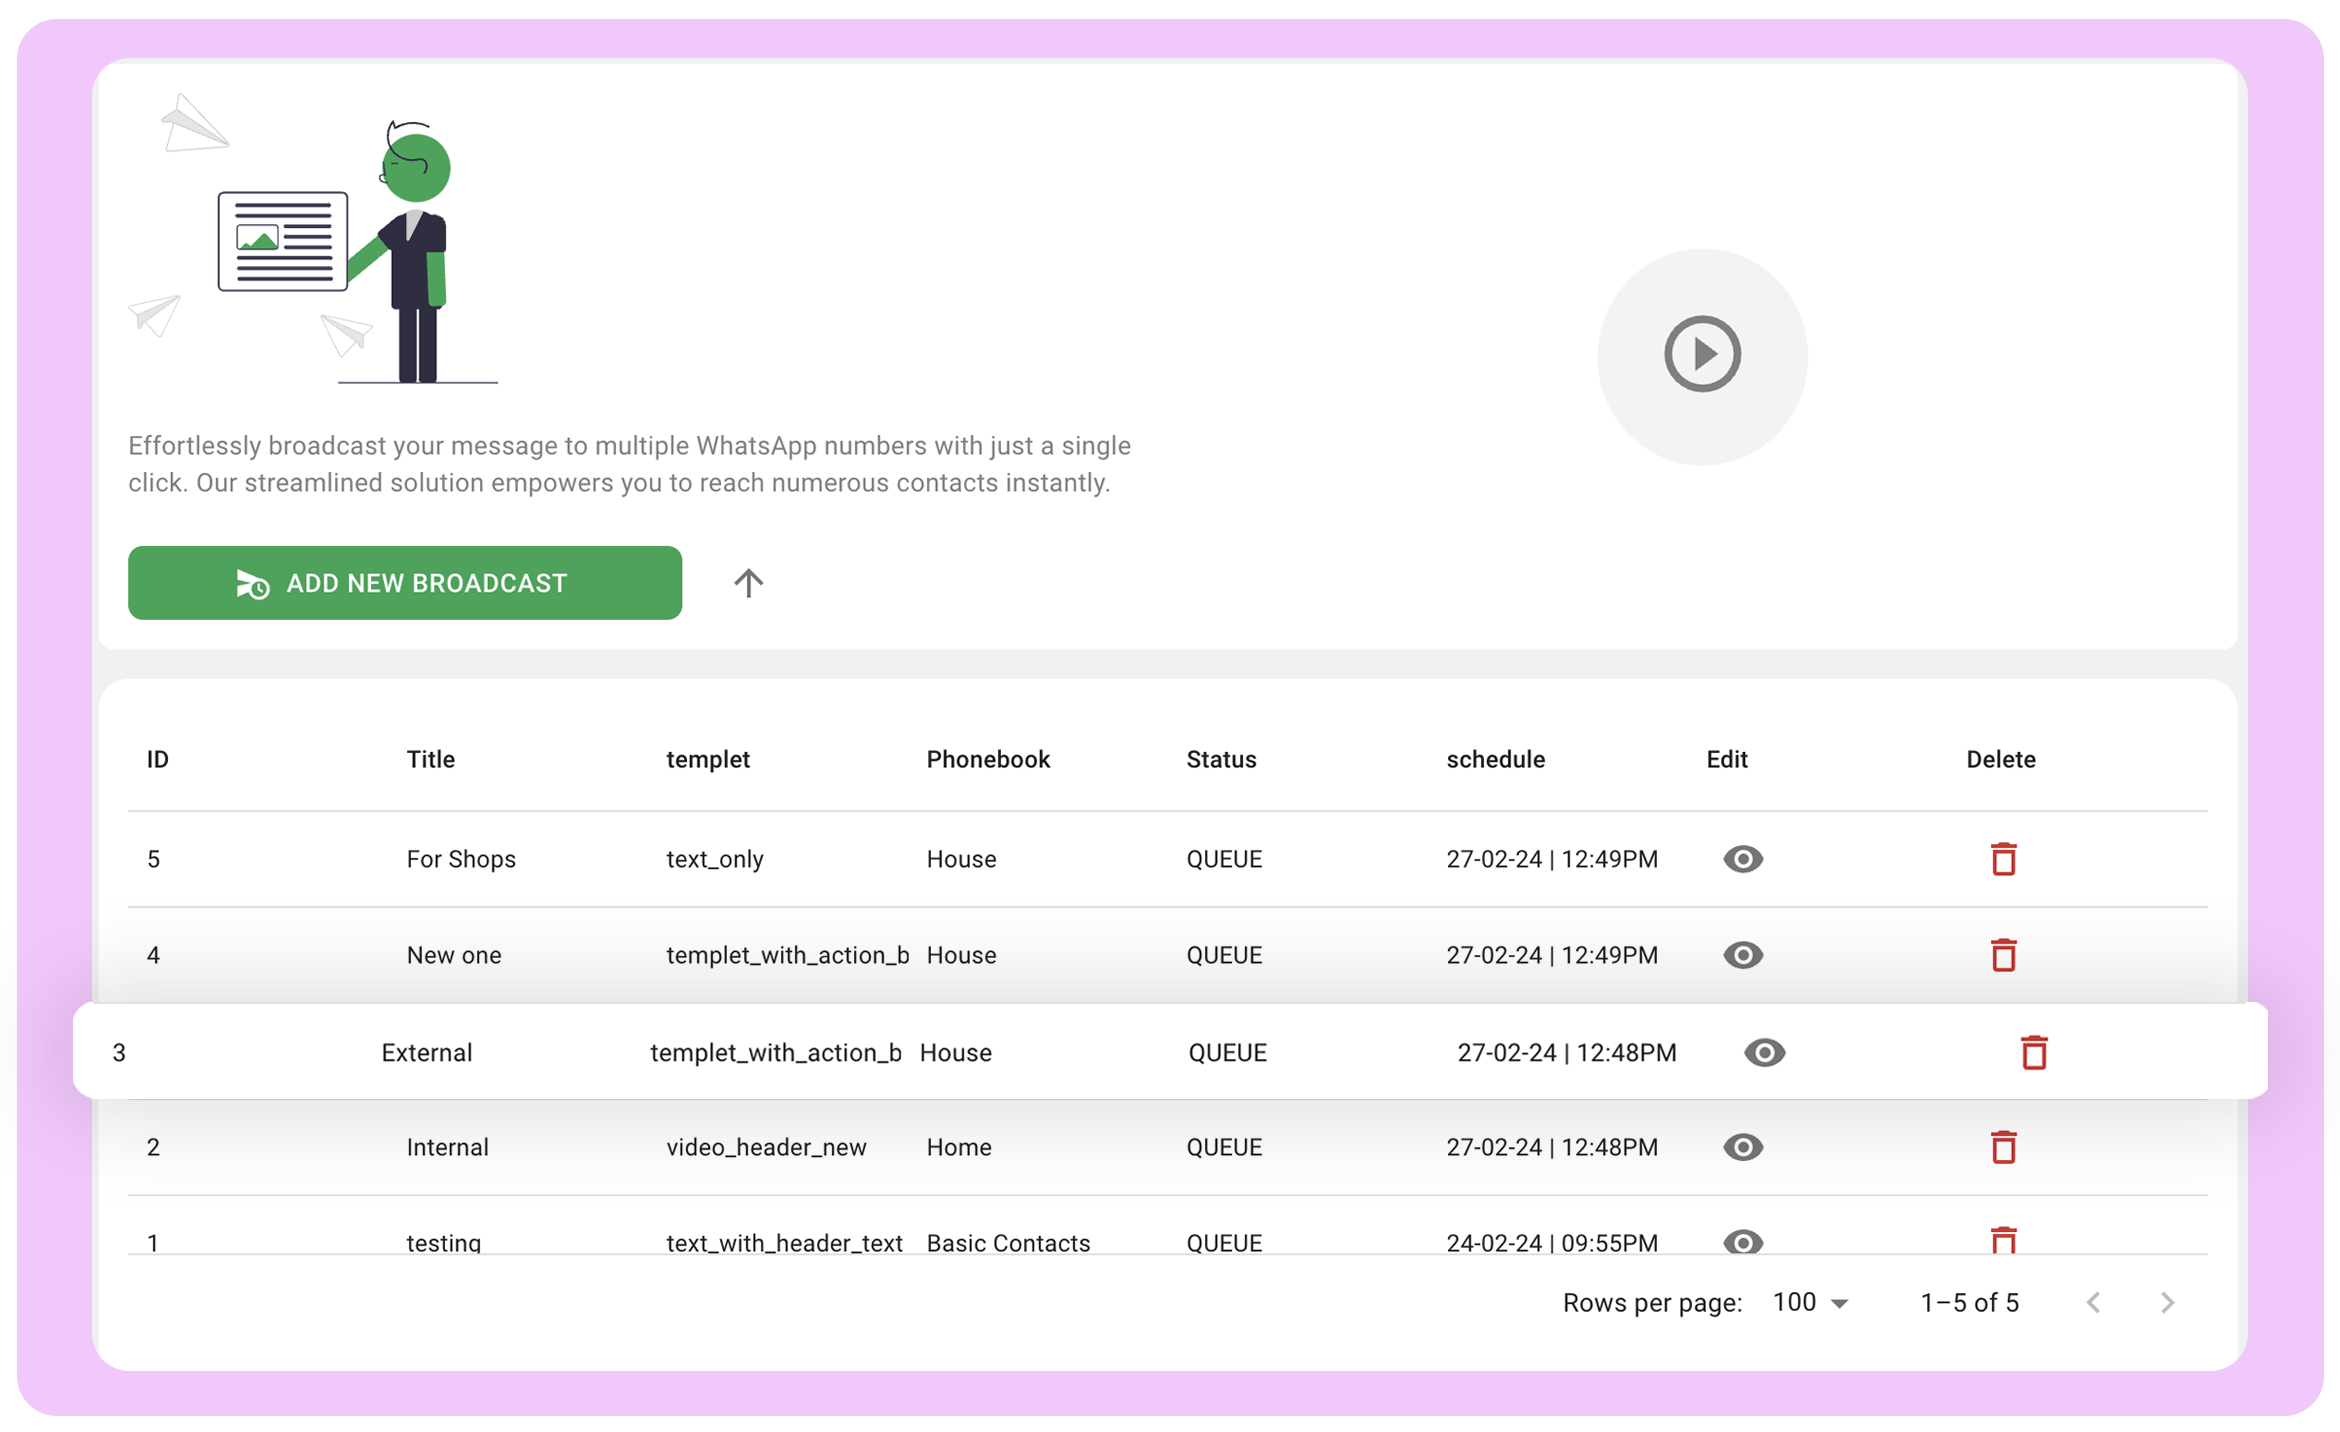 Effortlessly broadcast your message to multiple WhatsApp numbers with just a single
click. Our streamlined solution empowers you to reach numerous contacts instantly.
ADD NEW BROADCAST
ID Title templet Phonebook Status schedule Edit Delete
5 For Shops text_only House QUEUE 27-02-24 | 12:49PM
4 New one templet_with_action_b House QUEUE 27-02-24 | 12:49PM
3 External templet_with_action_b House QUEUE 27-02-24 | 12:48PM
2 Internal video_header_new Home QUEUE 27-02-24 | 12:48PM
1 testing text_with_header_text Basic Contacts QUEUE 24-02-24 | 09:55PM
Rows per page: 100 1–5 of 5